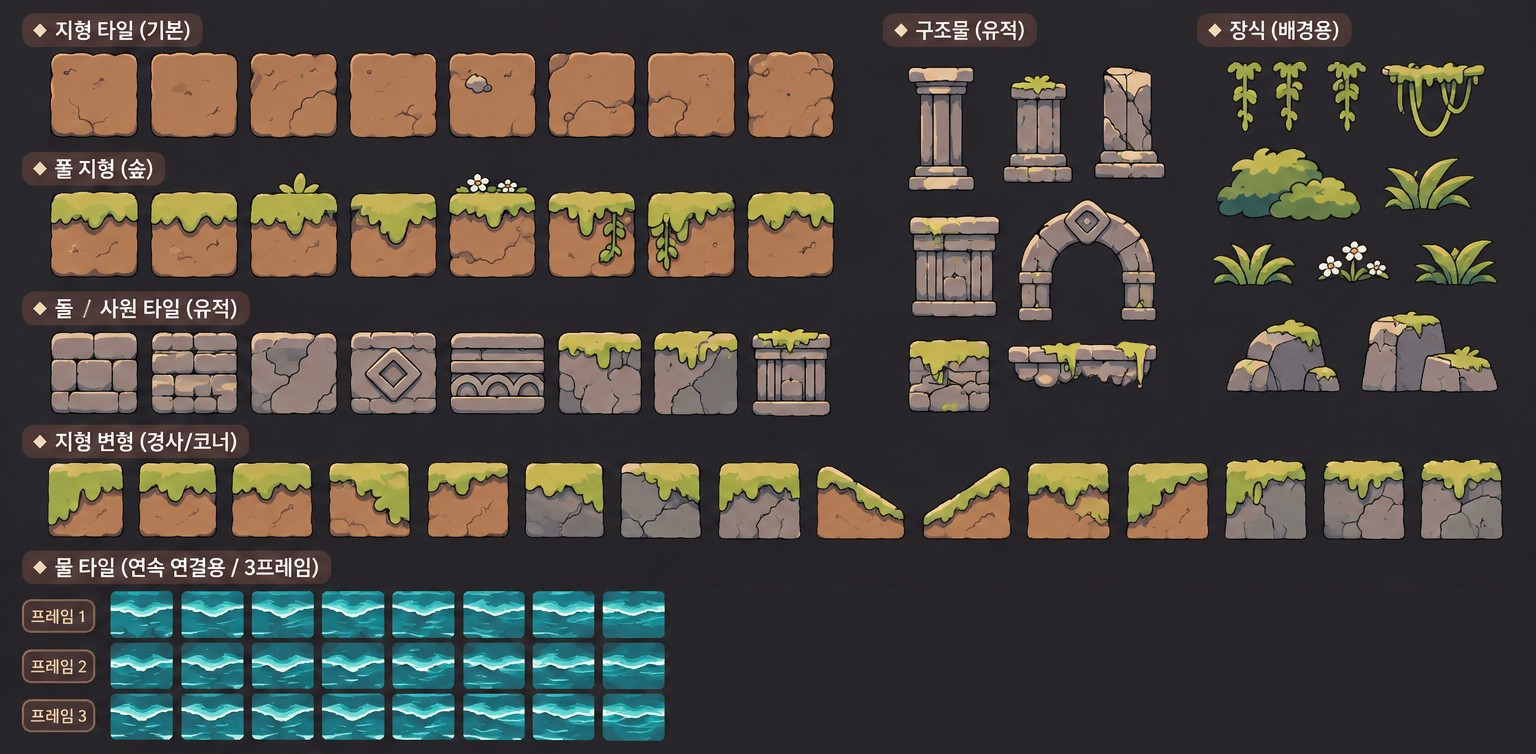 지형 타일 (기본)
풀 지형 (숲)
돌 / 사원 타일 (유적)
지형 변형 (경사/코너)
물 타일 (연속 연결용 / 3프레임)
프레임 1
프레임 2
프레임 3
구조물 (유적)
장식 (배경용)